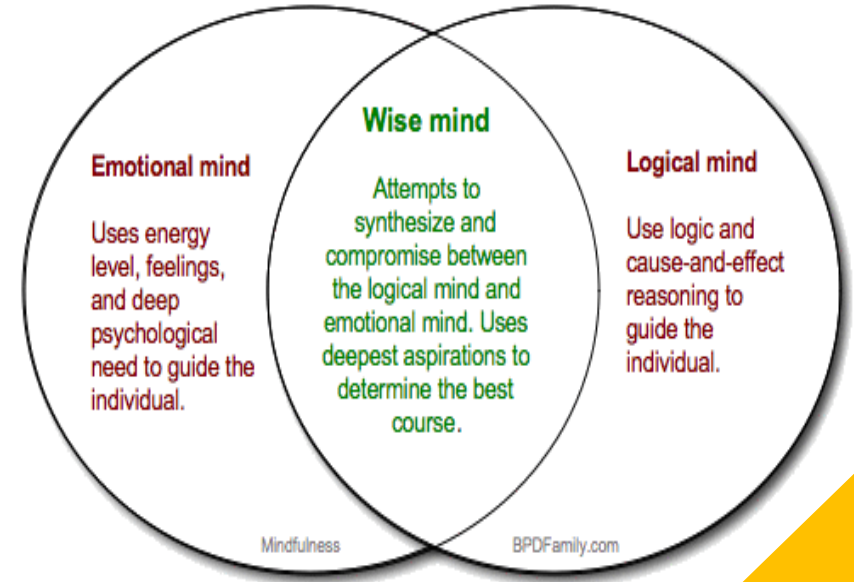 Emotional mind
Uses energy
level, feelings,
and deep
psychological
need to guide the
individual.
Wise mind
Attempts to
synthesize and
compromise between
the logical mind and
emotional mind. Uses
deepest aspirations to
determine the best
course.
Logical mind
Use logic and
cause-and-effect
reasoning to
guide the
individual.
Mindfulness
BPDFamily.com